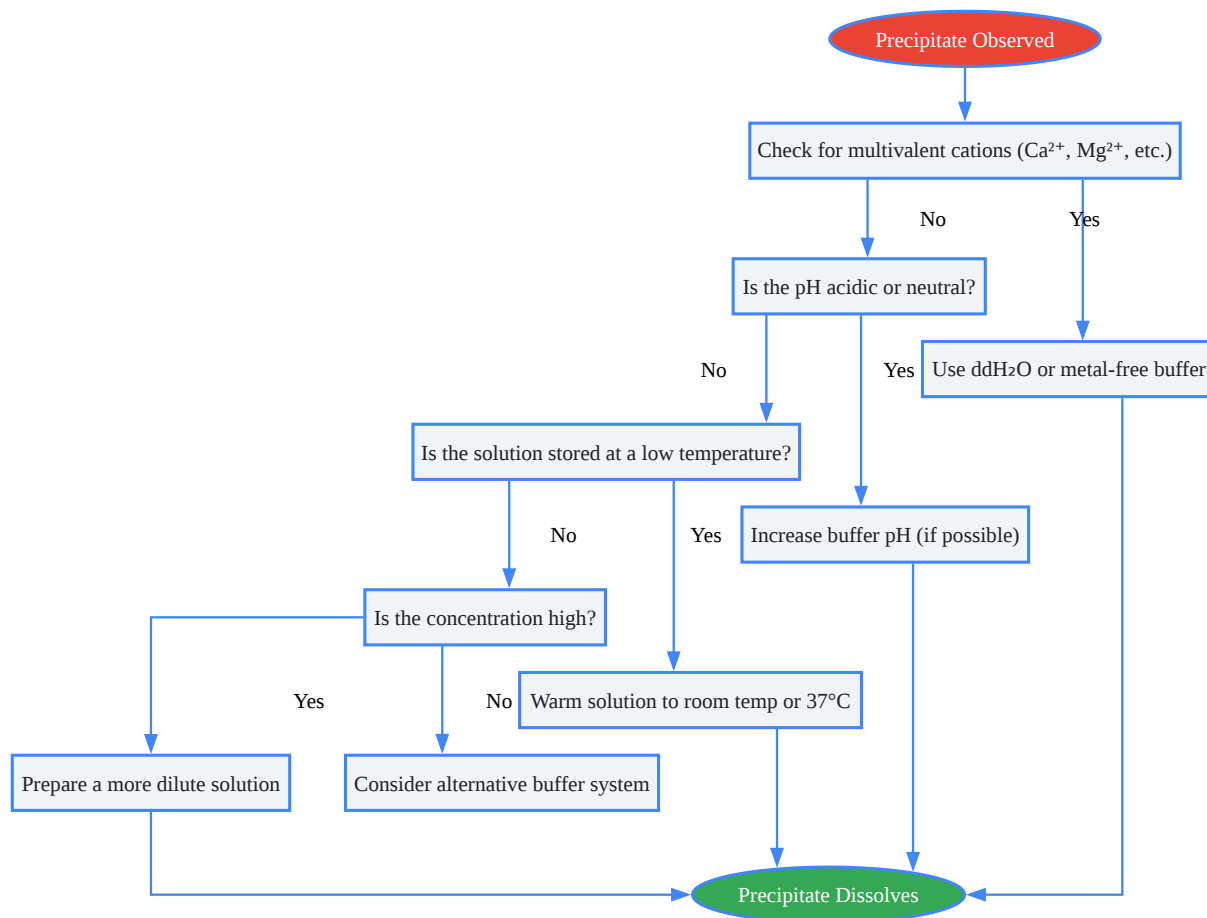 Precipitate Observed
Check for multivalent cations (Ca²⁺, Mg²⁺, etc.)
No
Yes
Is the pH acidic or neutral?
No
Yes
Use ddH₂O or metal-free buffer
Is the solution stored at a low temperature?
No
Yes
Increase buffer pH (if possible)
Is the concentration high?
Yes
No
Warm solution to room temp or 37°C
Prepare a more dilute solution
Consider alternative buffer system
Precipitate Dissolves